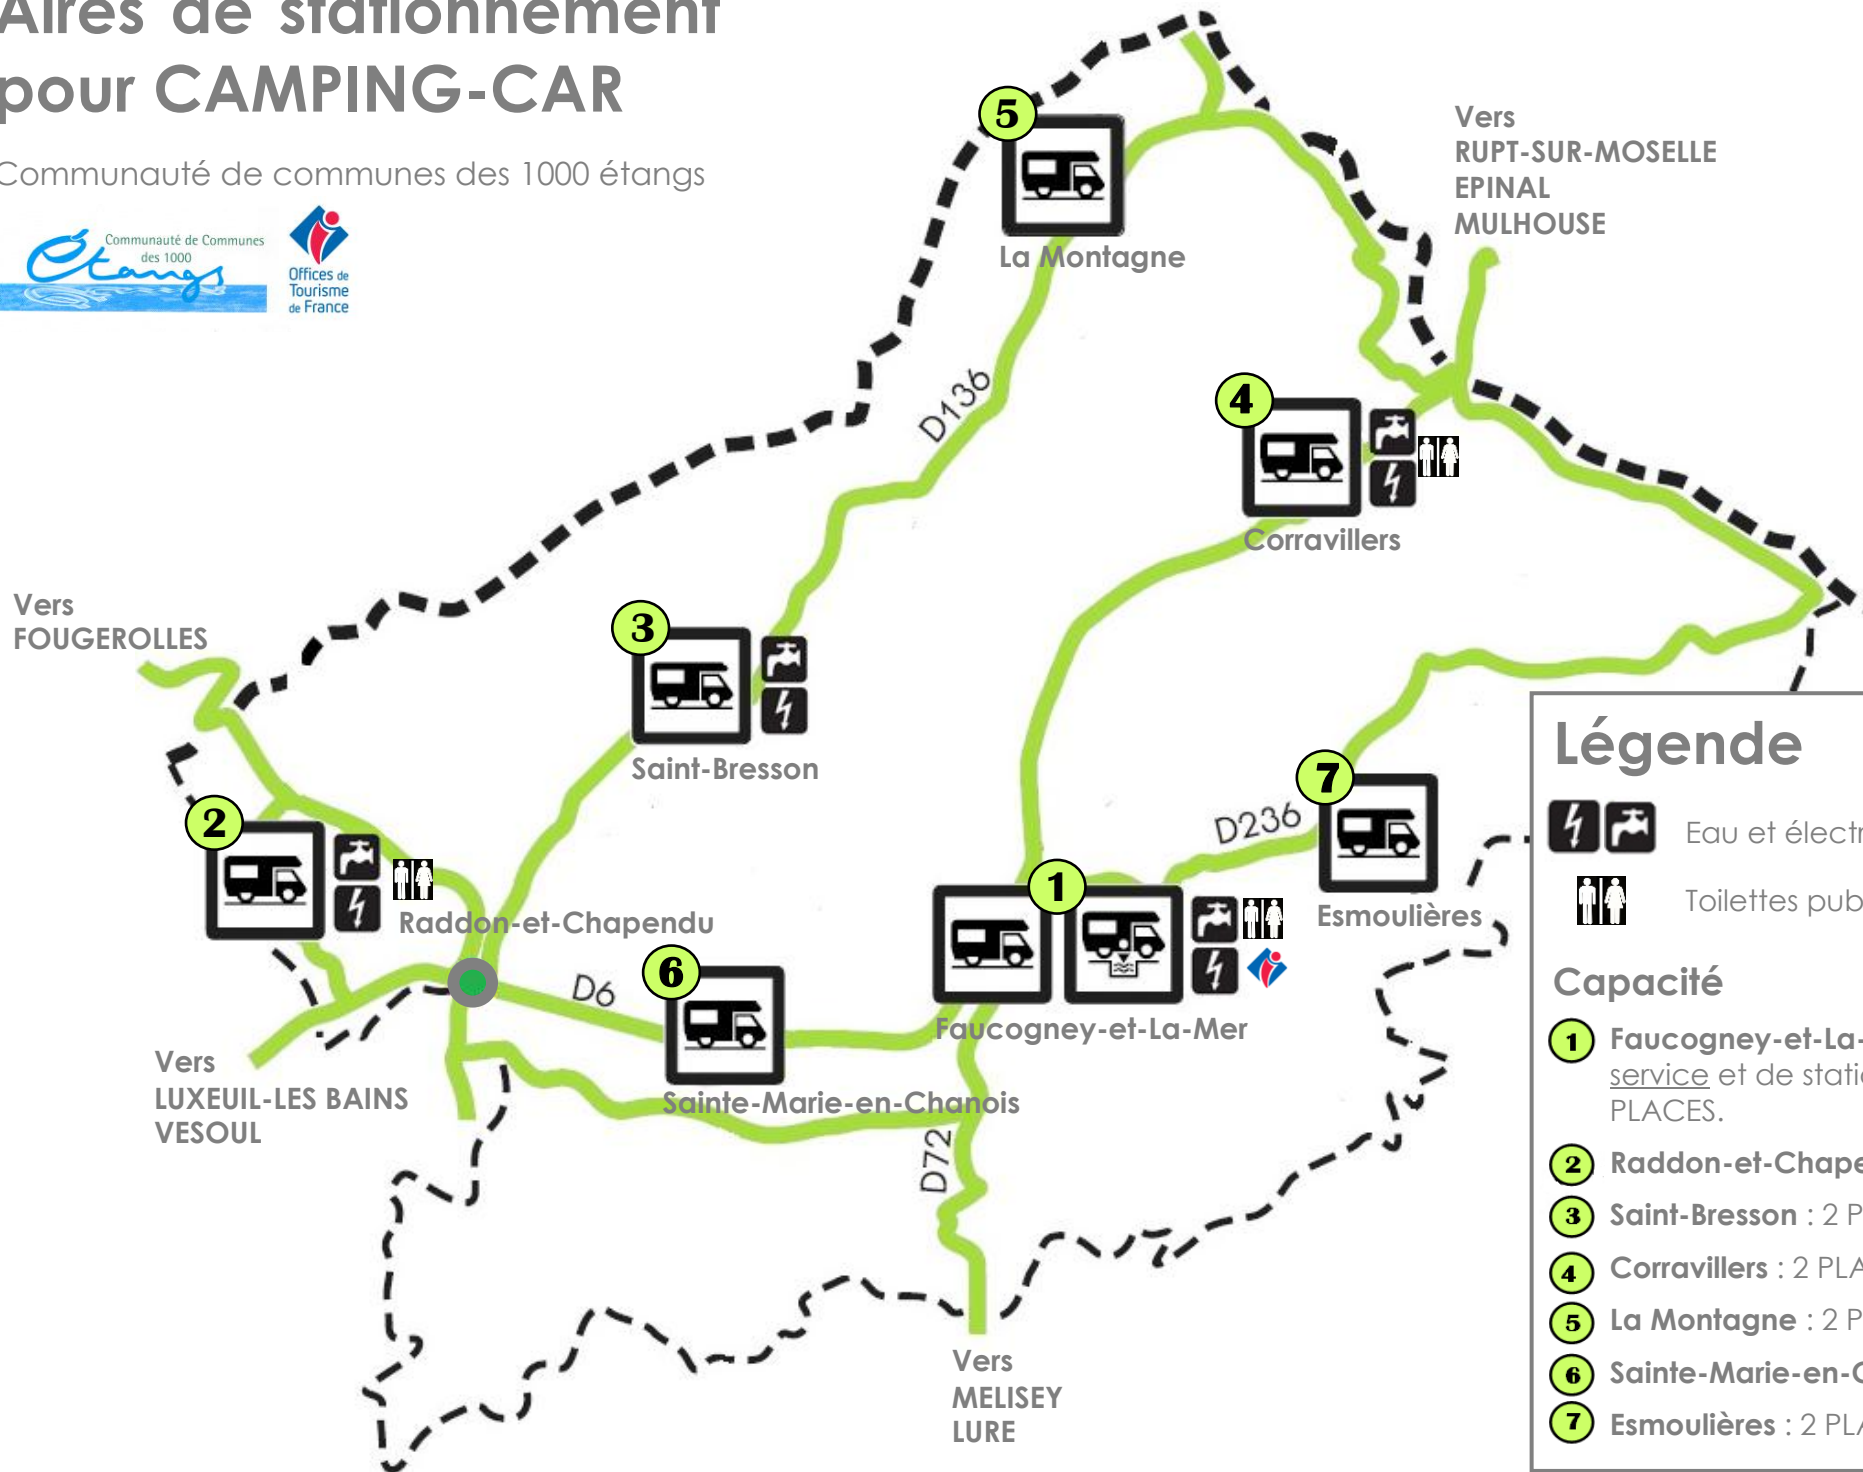 Aires de stationnement
pour CAMPING-CAR
Communauté de communes des 1000 étangs
Communauté de Communes
des 1000
Étangs
Offices de
Tourisme
de France
Vers
RUPT-SUR-MOSELLE
EPINAL
MULHOUSE
5
La Montagne
D136
4
Corravillers
Vers
FOUGEROLLES
3
Saint-Bresson
2
Raddon-et-Chapendu
7
D236
Esmoulières
1
Faucogney-et-La-Mer
6
D6
Sainte-Marie-en-Chanois
Vers
LUXEUIL-LES BAINS
VESOUL
D72
Vers
MELISEY
LURE
Légende
Eau et électr
Toilettes pub
Capacité
1 Faucogney-et-La-
service et de stati
PLACES.
2 Raddon-et-Chape
3 Saint-Bresson : 2 P
4 Corravillers : 2 PLA
5 La Montagne : 2 P
6 Sainte-Marie-en-C
7 Esmoulières : 2 PLA